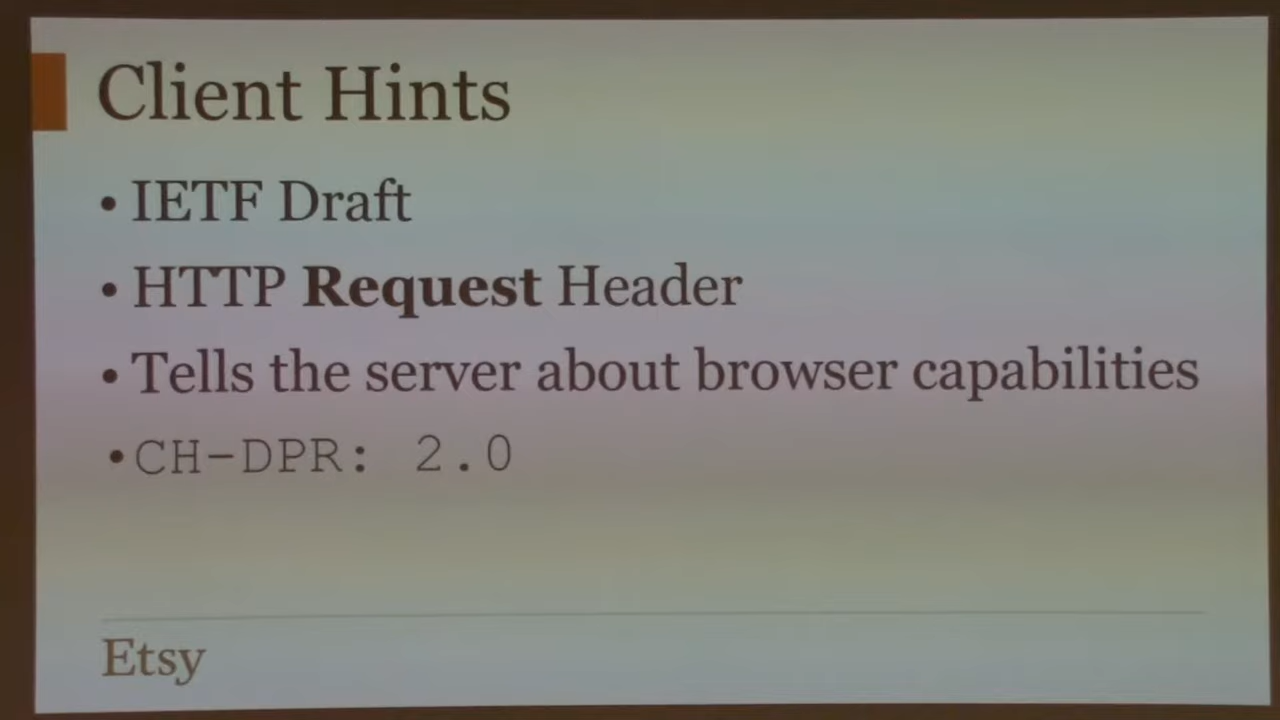 Client Hints
• IETF Draft
• HTTP Request Header
• Tells the server about browser capabilities
• CH-DPR: 2.0
Etsy